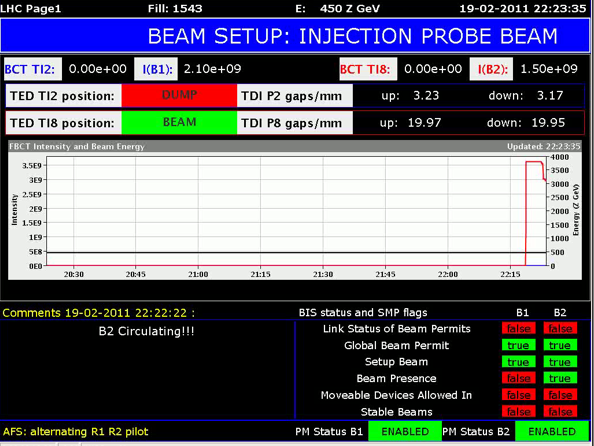 LHC Page1 Fill: 1543 E: 450 Z GeV 19-02-2011 22:23:35
BEAM SETUP: INJECTION PROBE BEAM
BCT TI2: 0.00e+00 I(B1): 2.10e+09 BCT TI8: 0.00e+00 I(B2): 1.50e+09
TED TI2 position: DUMP TDI P2 gaps/mm up: 3.23 down: 3.17
TED TI8 position: BEAM TDI P8 gaps/mm up: 19.97 down: 19.95
FBCT Intensity and Beam Energy Updated: 22:23:35
Intensity
3.5E9
3E9
2.5E9
2E9
1.5E9
1E9
5E8
0E0
4000
3500
3000
2500
2000
1500
1000
500
0
Energy (Z GeV)
20:30 20:45 21:00 21:15 21:30 21:45 22:00 22:15
Comments 19-02-2011 22:22:22 :
B2 Circulating!!!
BIS status and SMP flags B1 B2
Link Status of Beam Permits false false
Global Beam Permit true true
Setup Beam true true
Beam Presence false true
Moveable Devices Allowed In false false
Stable Beams false false
AFS: alternating R1 R2 pilot PM Status B1 ENABLED PM Status B2 ENABLED